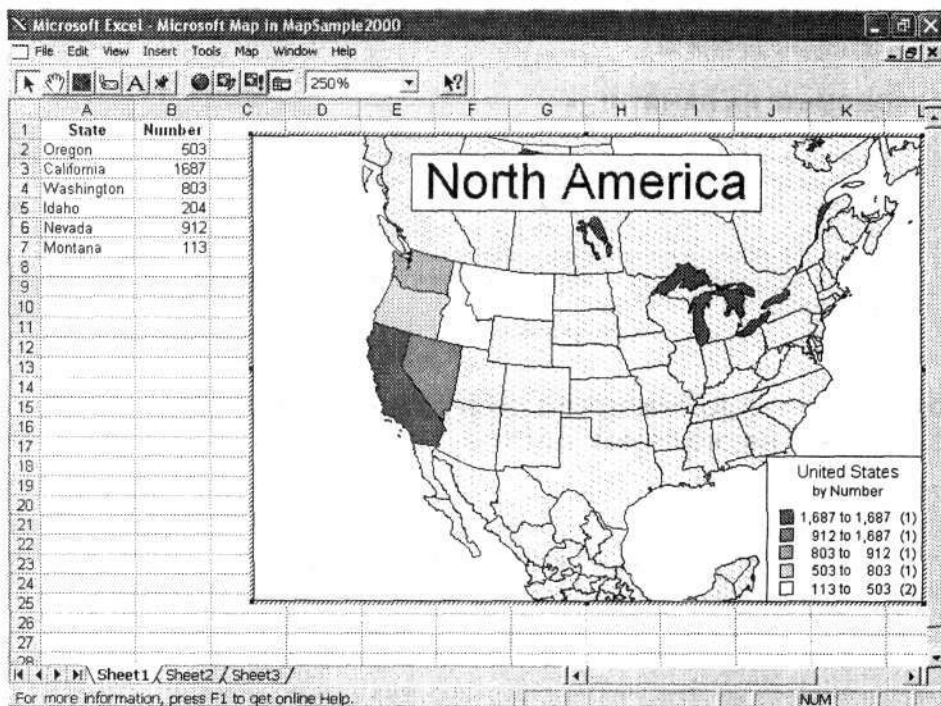 Microsoft Excel - Microsoft Map in MapSample2000
File Edit View Insert Tools Map Window Help
A 250% ?
A B C D E F G H I J K L
1 State Number
2 Oregon 503
3 California 1687
4 Washington 803
5 Idaho 204
6 Nevada 912
7 Montana 113
8
9
10
11
12
13
14
15
16
17
18
19
20
21
22
23
24
25
26
27
28
North America
United States
by Number
1,687 to 1,687 (1)
912 to 1,687 (1)
803 to 912 (1)
503 to 803 (1)
113 to 503 (2)
Sheet1 Sheet2 Sheet3
For more information, press F1 to get online Help.
NUM